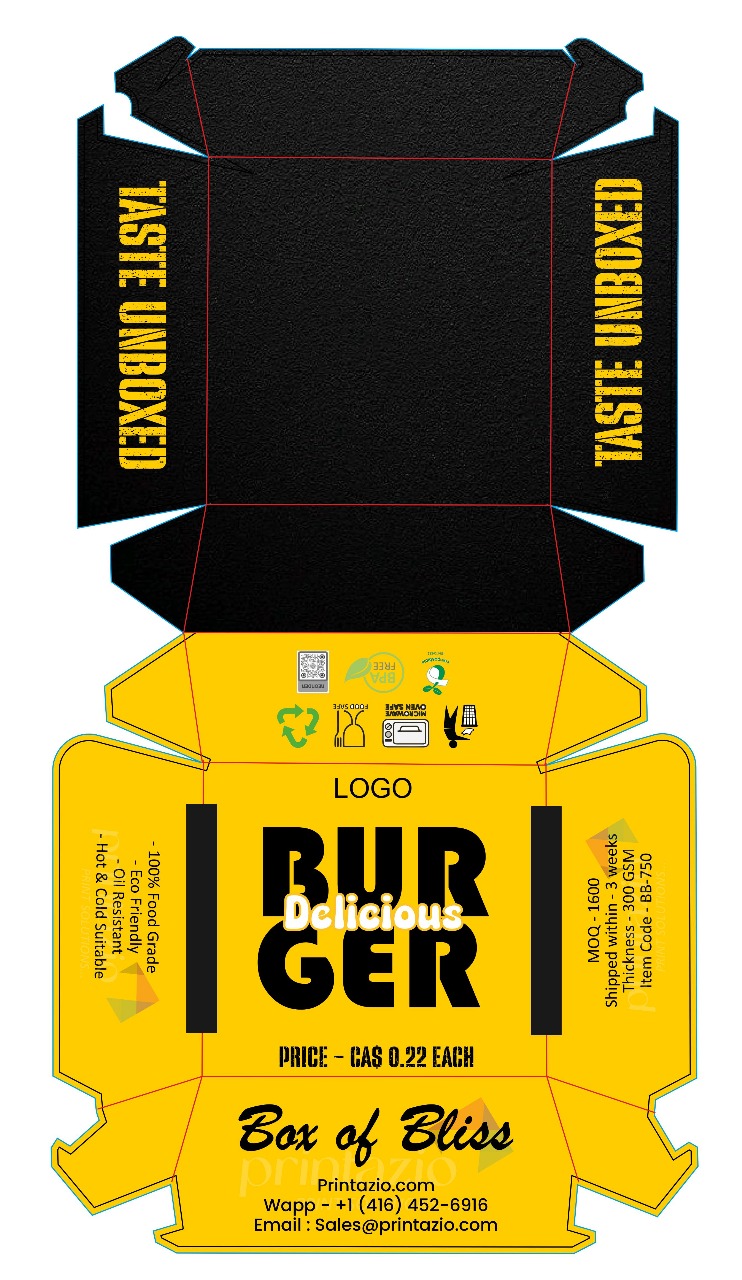 TASTE UNBOXED
TASTE UNBOXED
BPA
FREE
FOOD SAFE
MICROWAVE
OVEN SAFE
LOGO
BUR
Delicious
GER
PRICE - CA$ 0.22 EACH
- 100% Food Grade
- Eco Friendly
- Oil Resistant
- Hot & Cold Suitable
MOQ - 1600
Shipped within - 3 weeks
Thickness - 300 GSM
Item Code - BB-750
Box of Bliss
printazio
Printazio.com
Wapp - +1 (416) 452-6916
Email : Sales@printazio.com